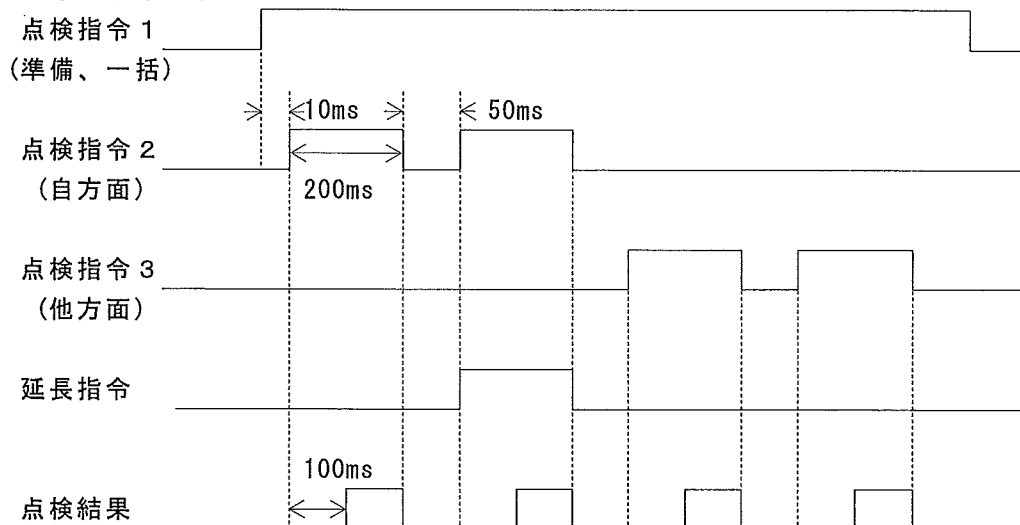 点検指令１
(準備、一括)
10ms
50ms
点検指令２
(自方面)
200ms
点検指令３
(他方面)
延長指令
100ms
点検結果